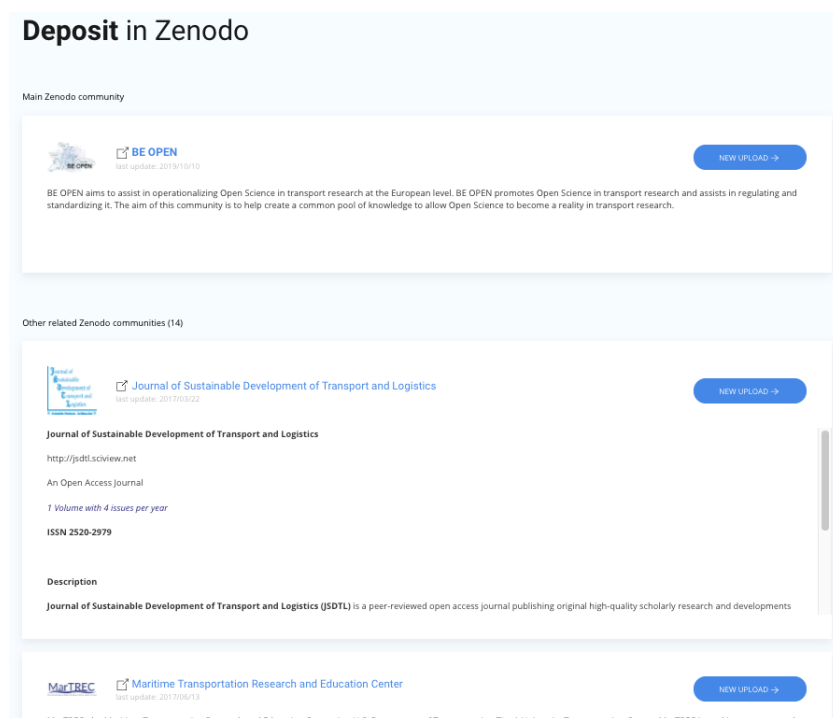 Deposit in Zenodo
Main Zenodo community
BE OPEN
BE OPEN
last update: 2019/10/10
NEW UPLOAD →
BE OPEN aims to assist in operationalizing Open Science in transport research at the European level. BE OPEN promotes Open Science in transport research and assists in regulating and
standardizing it. The aim of this community is to help create a common pool of knowledge to allow Open Science to become a reality in transport research.
Other related Zenodo communities (14)
Journal of
Sustainable
Development of
Transport and
Logistics
Journal of Sustainable Development of Transport and Logistics
last update: 2017/03/22
NEW UPLOAD →
Journal of Sustainable Development of Transport and Logistics
http://jsdtl.sciview.net
An Open Access Journal
1 Volume with 4 issues per year
ISSN 2520-2979
Description
Journal of Sustainable Development of Transport and Logistics (JSDTL) is a peer-reviewed open access journal publishing original high-quality scholarly research and developments
MarTREC
Maritime Transportation Research and Education Center
last update: 2017/06/13
NEW UPLOAD →